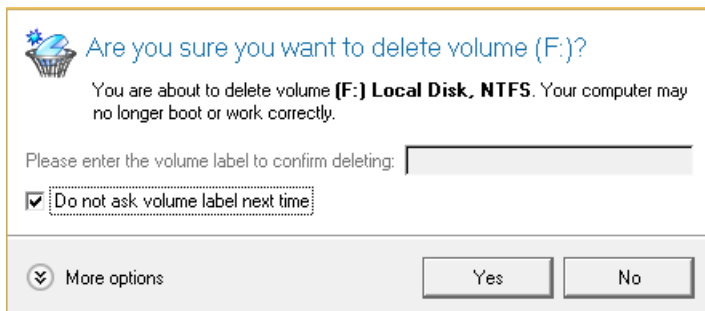 Are you sure you want to delete volume (F:)?
You are about to delete volume (F:) Local Disk, NTFS. Your computer may
no longer boot or work correctly.
Please enter the volume label to confirm deleting:
Do not ask volume label next time
More options
Yes
No